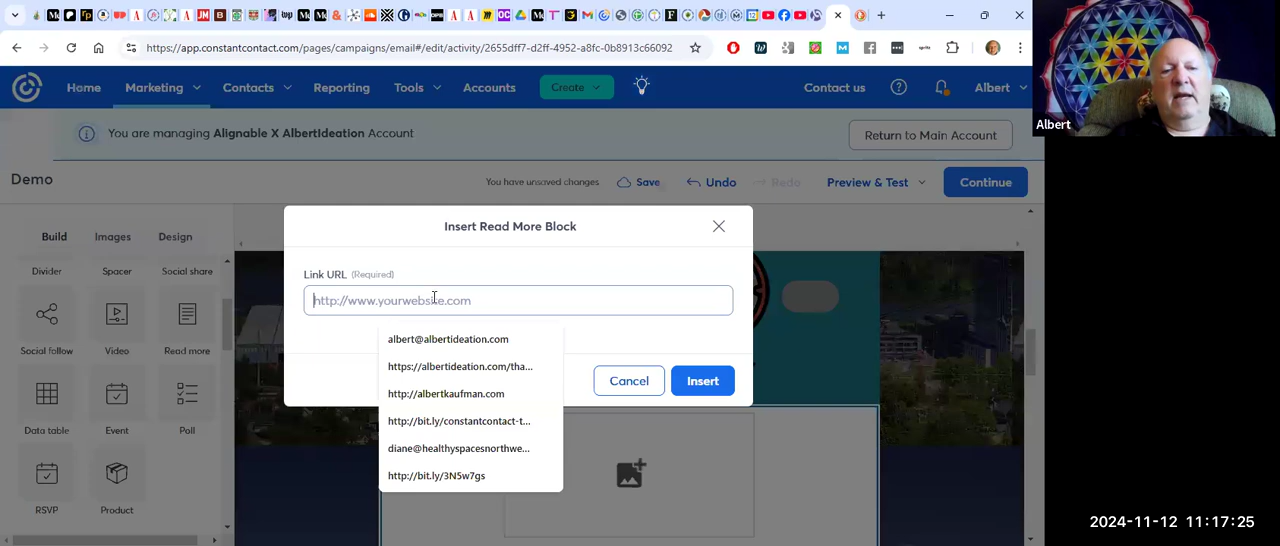 https://app.constantcontact.com/pages/campaigns/email#/edit/activity/2655dff7-d2ff-4952-a8fc-0b8913c66092
Home
Marketing
Contacts
Reporting
Tools
Accounts
Create
Contact us
Albert
Albert
You are managing Alignable X AlbertIdeation Account
Return to Main Account
Demo
You have unsaved changes
Save
Undo
Redo
Preview & Test
Continue
Build
Images
Design
Divider
Spacer
Social share
Social follow
Video
Read more
Data table
Event
Poll
RSVP
Product
Insert Read More Block
Link URL (Required)
http://www.yourwebsite.com
albert@albertideation.com
https://albertideation.com/tha...
http://albertkaufman.com
http://bit.ly/constantcontact-t...
diane@healthyspacesnorthwe...
http://bit.ly/3N5w7gs
Cancel
Insert
2024-11-12 11:17:25